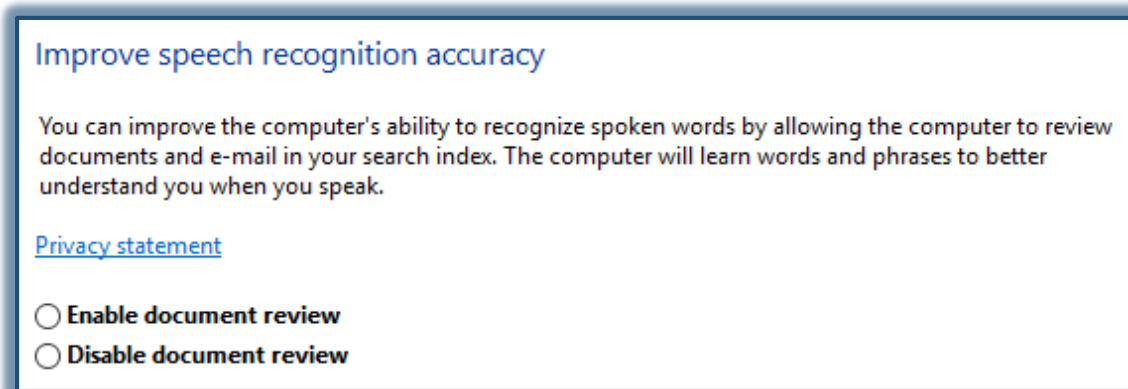 Improve speech recognition accuracy
You can improve the computer's ability to recognize spoken words by allowing the computer to review
documents and e-mail in your search index. The computer will learn words and phrases to better
understand you when you speak.
Privacy statement
Enable document review
Disable document review